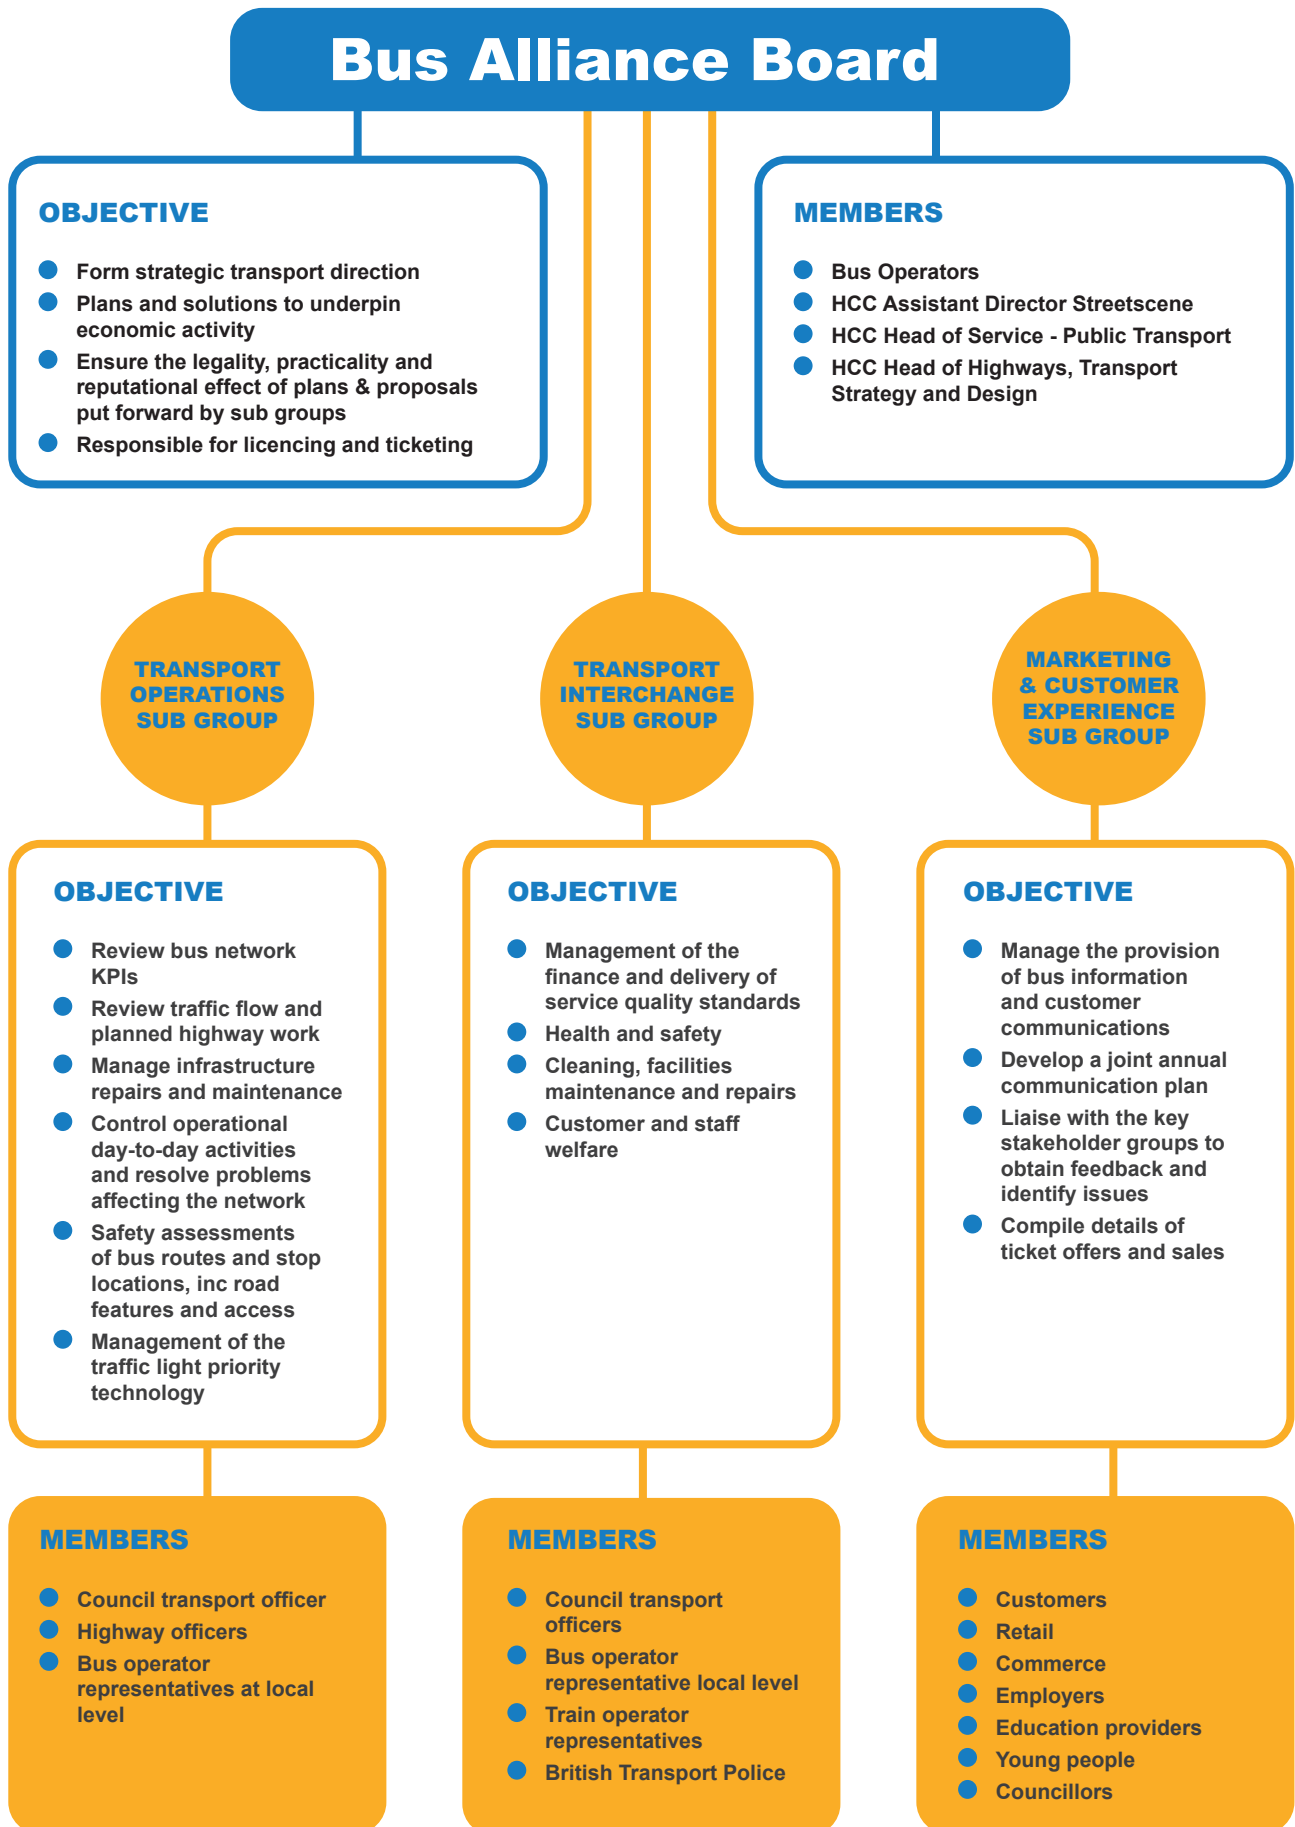 Bus Alliance Board
OBJECTIVE
Form strategic transport direction
Plans and solutions to underpin
economic activity
Ensure the legality, practicality and
reputational effect of plans & proposals
put forward by sub groups
Responsible for licencing and ticketing
MEMBERS
Bus Operators
HCC Assistant Director Streetscene
HCC Head of Service - Public Transport
HCC Head of Highways, Transport
Strategy and Design
TRANSPORT
OPERATIONS
SUB GROUP
TRANSPORT
INTERCHANGE
SUB GROUP
MARKETING
& CUSTOMER
EXPERIENCE
SUB GROUP
OBJECTIVE
Review bus network
KPIs
Review traffic flow and
planned highway work
Manage infrastructure
repairs and maintenance
Control operational
day-to-day activities
and resolve problems
affecting the network
Safety assessments
of bus routes and stop
locations, inc road
features and access
Management of the
traffic light priority
technology
OBJECTIVE
Management of the
finance and delivery of
service quality standards
Health and safety
Cleaning, facilities
maintenance and repairs
Customer and staff
welfare
OBJECTIVE
Manage the provision
of bus information
and customer
communications
Develop a joint annual
communication plan
Liaise with the key
stakeholder groups to
obtain feedback and
identify issues
Compile details of
ticket offers and sales
MEMBERS
Council transport officer
Highway officers
Bus operator
representatives at local
level
MEMBERS
Council transport
officers
Bus operator
representative local level
Train operator
representatives
British Transport Police
MEMBERS
Customers
Retail
Commerce
Employers
Education providers
Young people
Councillors